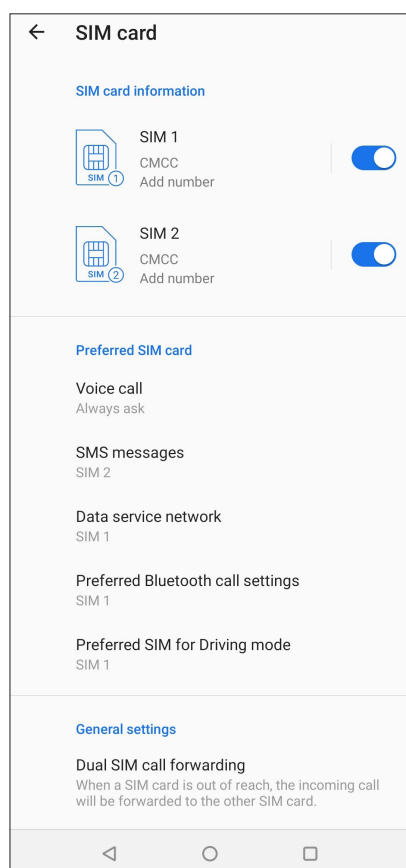 SIM card
SIM card information
SIM 1
CMCC
Add number
SIM 1
SIM 2
CMCC
Add number
SIM 2
Preferred SIM card
Voice call
Always ask
SMS messages
SIM 2
Data service network
SIM 1
Preferred Bluetooth call settings
SIM 1
Preferred SIM for Driving mode
SIM 1
General settings
Dual SIM call forwarding
When a SIM card is out of reach, the incoming call
will be forwarded to the other SIM card.